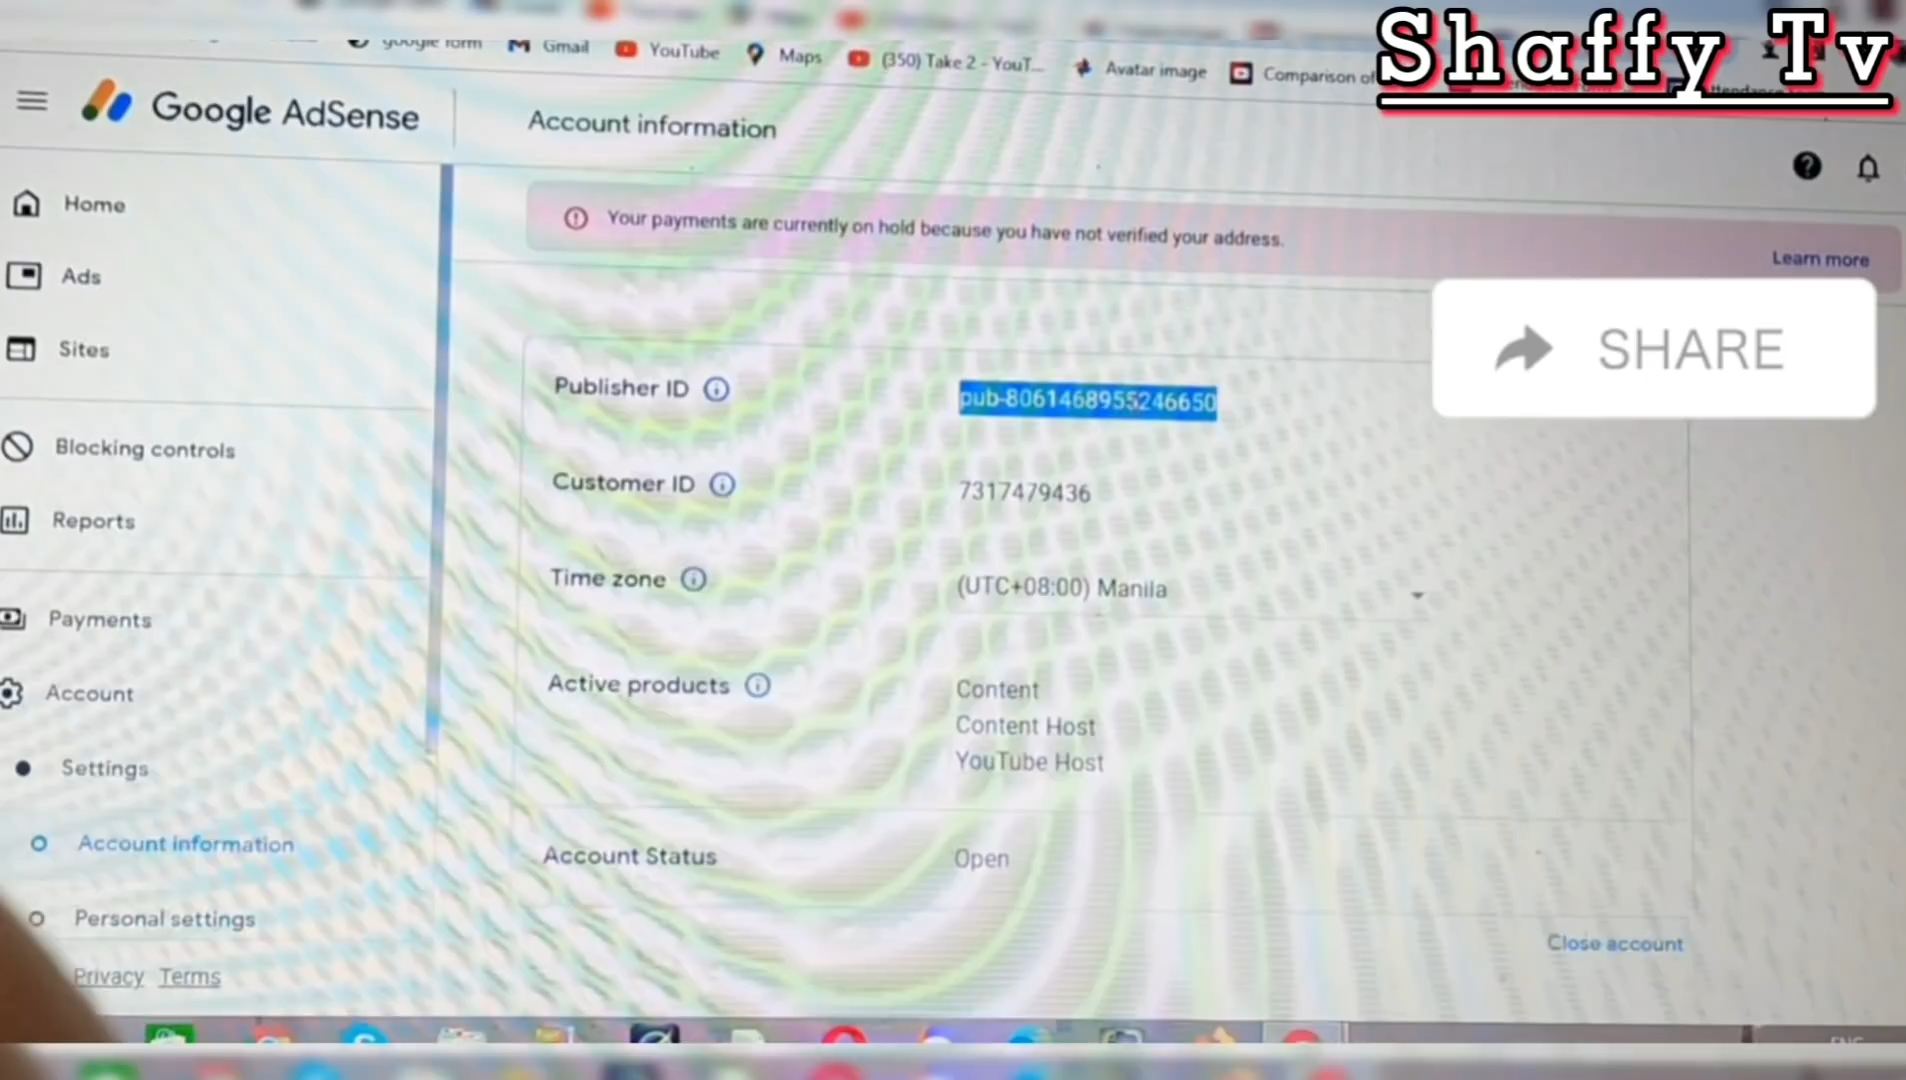 Shaffy Tv
google form
Gmail
YouTube
Maps
(350) Take 2 - YouT...
Avatar image
Comparison of
Google AdSense
Account information
Home
Ads
Sites
Blocking controls
Reports
Payments
Account
Settings
Account information
Personal settings
Privacy Terms
Your payments are currently on hold because you have not verified your address.
Learn more
SHARE
Publisher ID
pub-8061468955246650
Customer ID
7317479436
Time zone
(UTC+08:00) Manila
Active products
Content
Content Host
YouTube Host
Account Status
Open
Close account